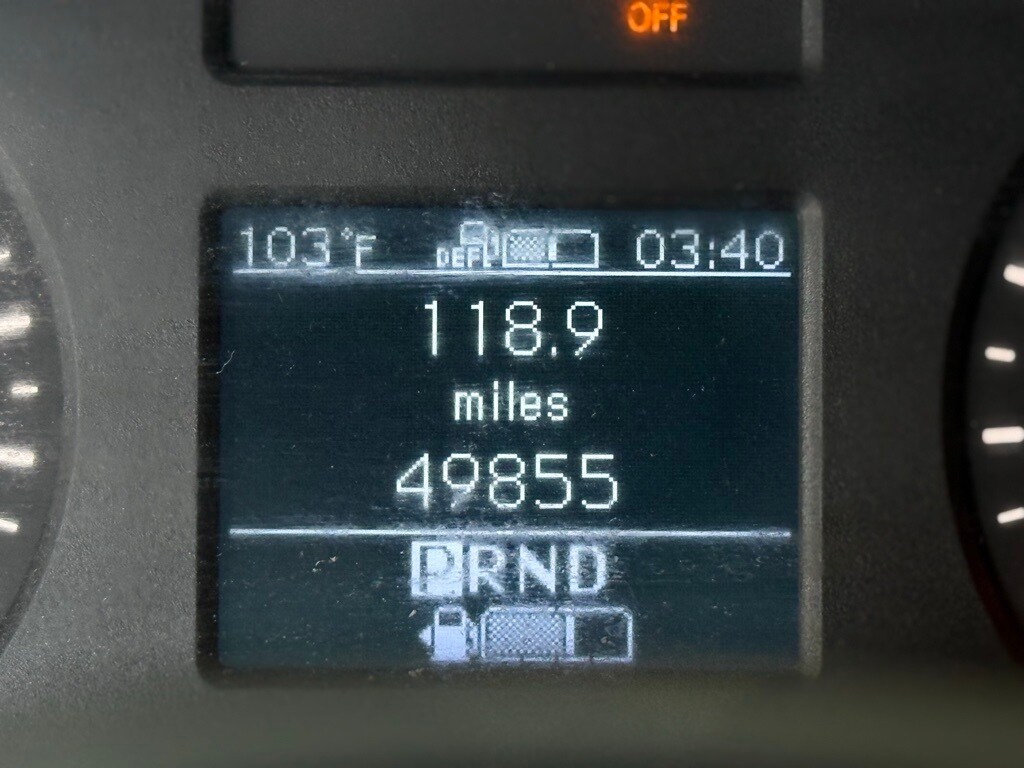 OFF
103°F DEF 03:40
118.9
miles
49855
PRND